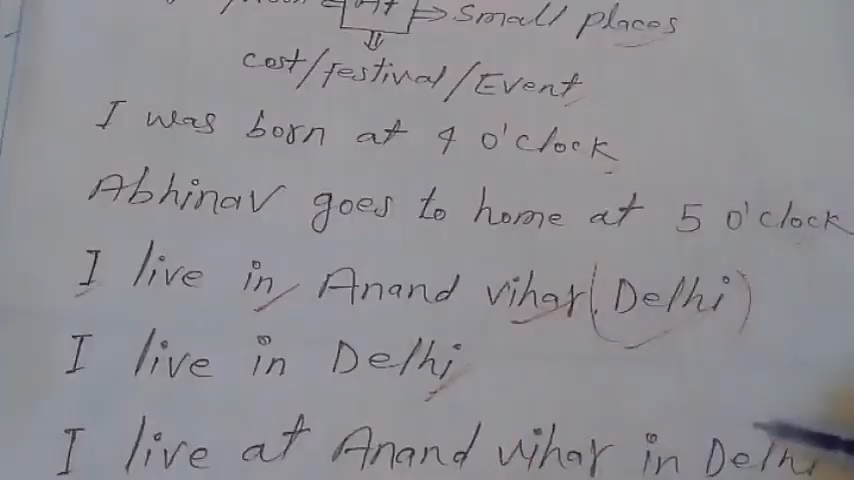 at ⇒ small places
⇓
cost/festival/Event
I was born at 4 o'clock
Abhinav goes to home at 5 o'clock
I live in Anand vihar (Delhi)
I live in Delhi
I live at Anand vihar in Delhi